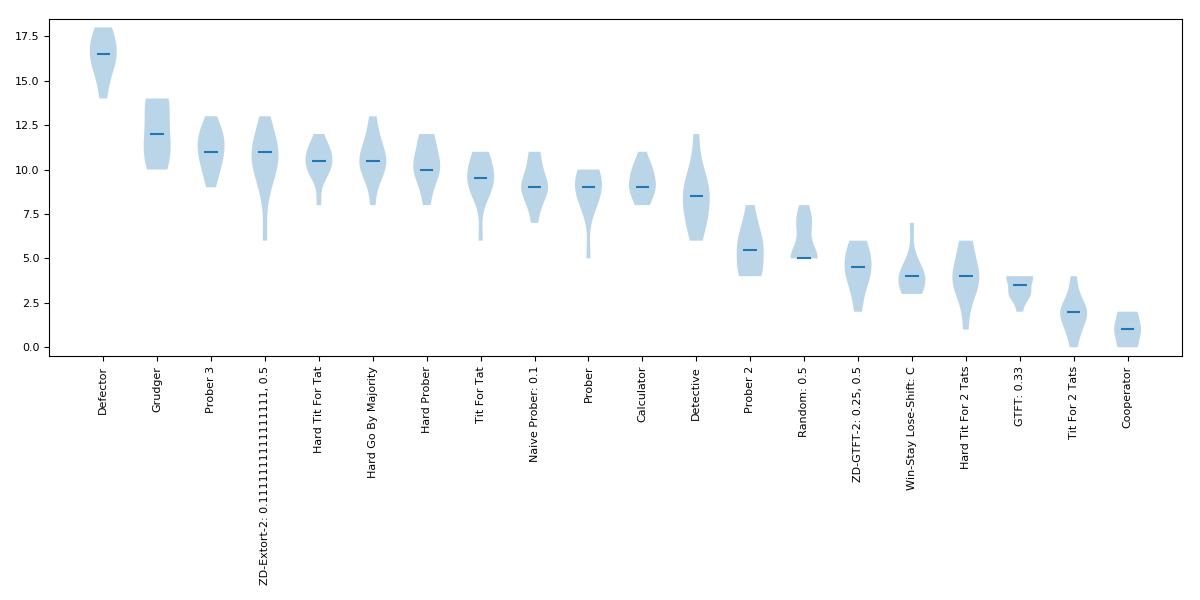 17.5
15.0
12.5
10.0
7.5
5.0
2.5
0.0
Defector
Grudger
Prober 3
ZD-Extort-2: 0.1111111111111111, 0.5
Hard Tit For Tat
Hard Go By Majority
Hard Prober
Tit For Tat
Naive Prober: 0.1
Prober
Calculator
Detective
Prober 2
Random: 0.5
ZD-GTFT-2: 0.25, 0.5
Win-Stay Lose-Shift: C
Hard Tit For 2 Tats
GTFT: 0.33
Tit For 2 Tats
Cooperator